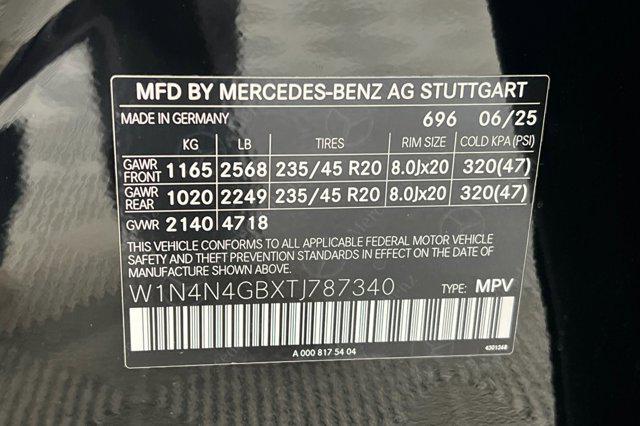 MFD BY MERCEDES-BENZ AG STUTTGART
MADE IN GERMANY 696 06/25
KG LB TIRES RIM SIZE COLD KPA (PSI)
GAWR FRONT 1165 2568 235/45 R20 8.0Jx20 320(47)
GAWR REAR 1020 2249 235/45 R20 8.0Jx20 320(47)
GVWR 2140 4718
THIS VEHICLE CONFORMS TO ALL APPLICABLE FEDERAL MOTOR VEHICLE
SAFETY AND THEFT PREVENTION STANDARDS IN EFFECT ON THE DATE OF
MANUFACTURE SHOWN ABOVE.
W1N4N4GBXTJ787340 TYPE: MPV
A 000 817 54 04 4301368